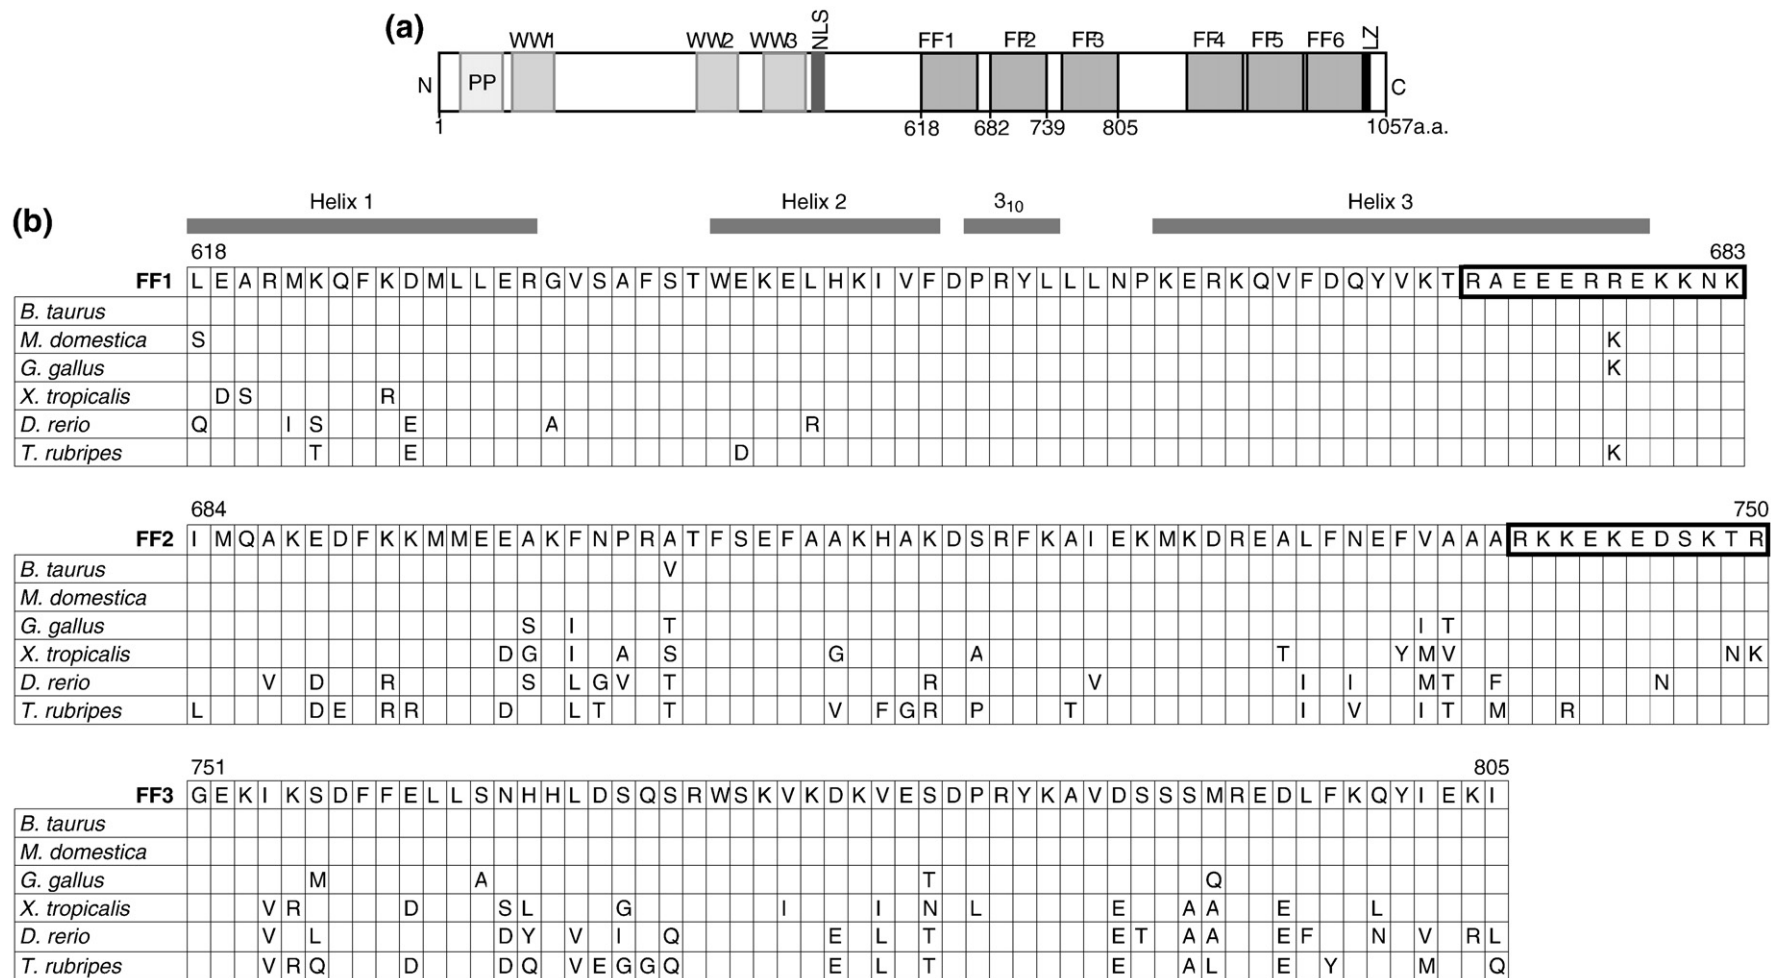 (a)
WW1 WW2 WW3 NLS FF1 FF2 FF3 FF4 FF5 FF6 LZ
N PP C
1 618 682 739 805 1057a.a.
(b)
Helix 1 Helix 2 3₁₀ Helix 3
618 683
FF1 L E A R M K Q F K D M L L E R G V S A F S T W E K E L H K I V F D P R Y L L L N P K E R K Q V F D Q Y V K T R A E E E R R E K K N K
B. taurus
M. domestica S K
G. gallus K
X. tropicalis D S R
D. rerio Q I S E A R
T. rubripes T E D K
684 750
FF2 I M Q A K E D F K K M M E E A K F N P R A T F S E F A A K H A K D S R F K A I E K M K D R E A L F N E F V A A A R K K E K E D S K T R
B. taurus V
M. domestica
G. gallus S I T I T
X. tropicalis D G I A S G A T Y M V N K
D. rerio V D R S L G V T R V I I M T F N
T. rubripes L D E R R D L T T V F G R P T I V I T M R
751 805
FF3 G E K I K S D F F E L L S N H H L D S Q S R W S K V K D K V E S D P R Y K A V D S S S M R E D L F K Q Y I E K I
B. taurus
M. domestica
G. gallus M A T Q
X. tropicalis V R D S L G I I N L E A A E L
D. rerio V L D Y V I Q E L T E T A A E F N V R L
T. rubripes V R Q D D Q V E G G Q E L T E A L E Y M Q